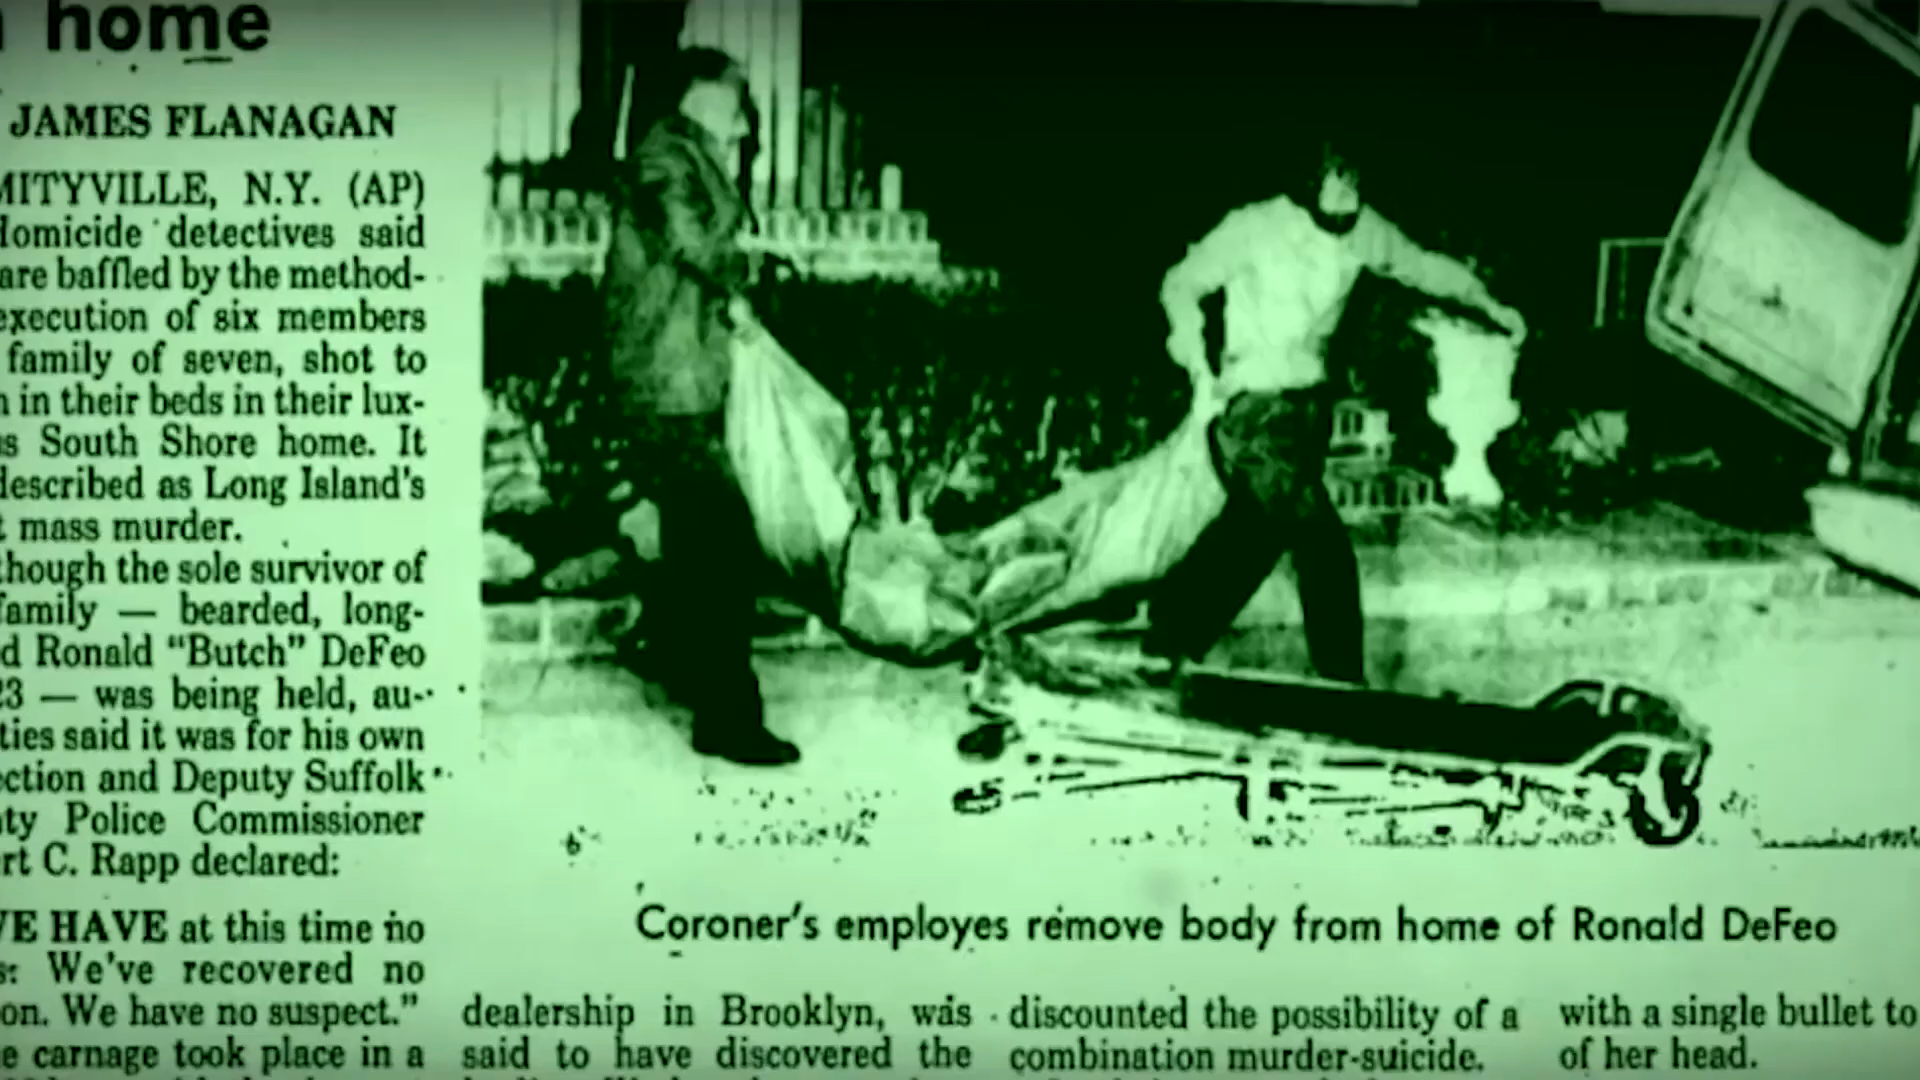 home
JAMES FLANAGAN
MITYVILLE, N.Y. (AP)
Homicide detectives said
are baffled by the method-
execution of six members
family of seven, shot to
in their beds in their lux-
South Shore home. It
described as Long Island's
mass murder.
though the sole survivor of
family — bearded, long-
d Ronald "Butch" DeFeo
23 — was being held, au-
ties said it was for his own
ection and Deputy Suffolk
ty Police Commissioner
rt C. Rapp declared:
VE HAVE at this time no
s: We've recovered no
on. We have no suspect."
e carnage took place in a
Coroner's employes remove body from home of Ronald DeFeo
dealership in Brooklyn, was
said to have discovered the
discounted the possibility of a
combination murder-suicide.
with a single bullet to
of her head.